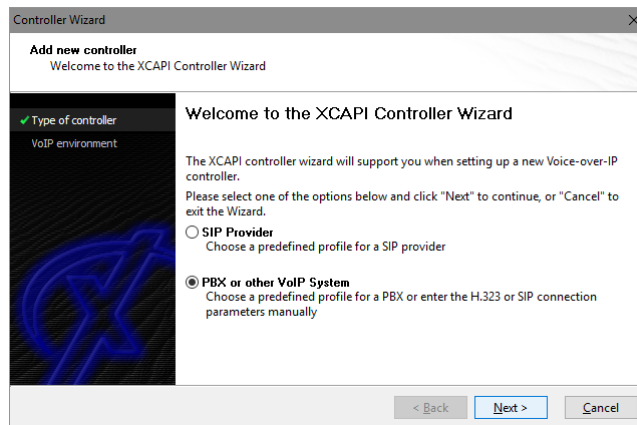 Controller Wizard
Add new controller
Welcome to the XCAPI Controller Wizard
Type of controller
VoIP environment
Welcome to the XCAPI Controller Wizard
The XCAPI controller wizard will support you when setting up a new Voice-over-IP
controller.
Please select one of the options below and click "Next" to continue, or "Cancel" to
exit the Wizard.
SIP Provider
Choose a predefined profile for a SIP provider
PBX or other VoIP System
Choose a predefined profile for a PBX or enter the H.323 or SIP connection
parameters manually
< Back
Next >
Cancel